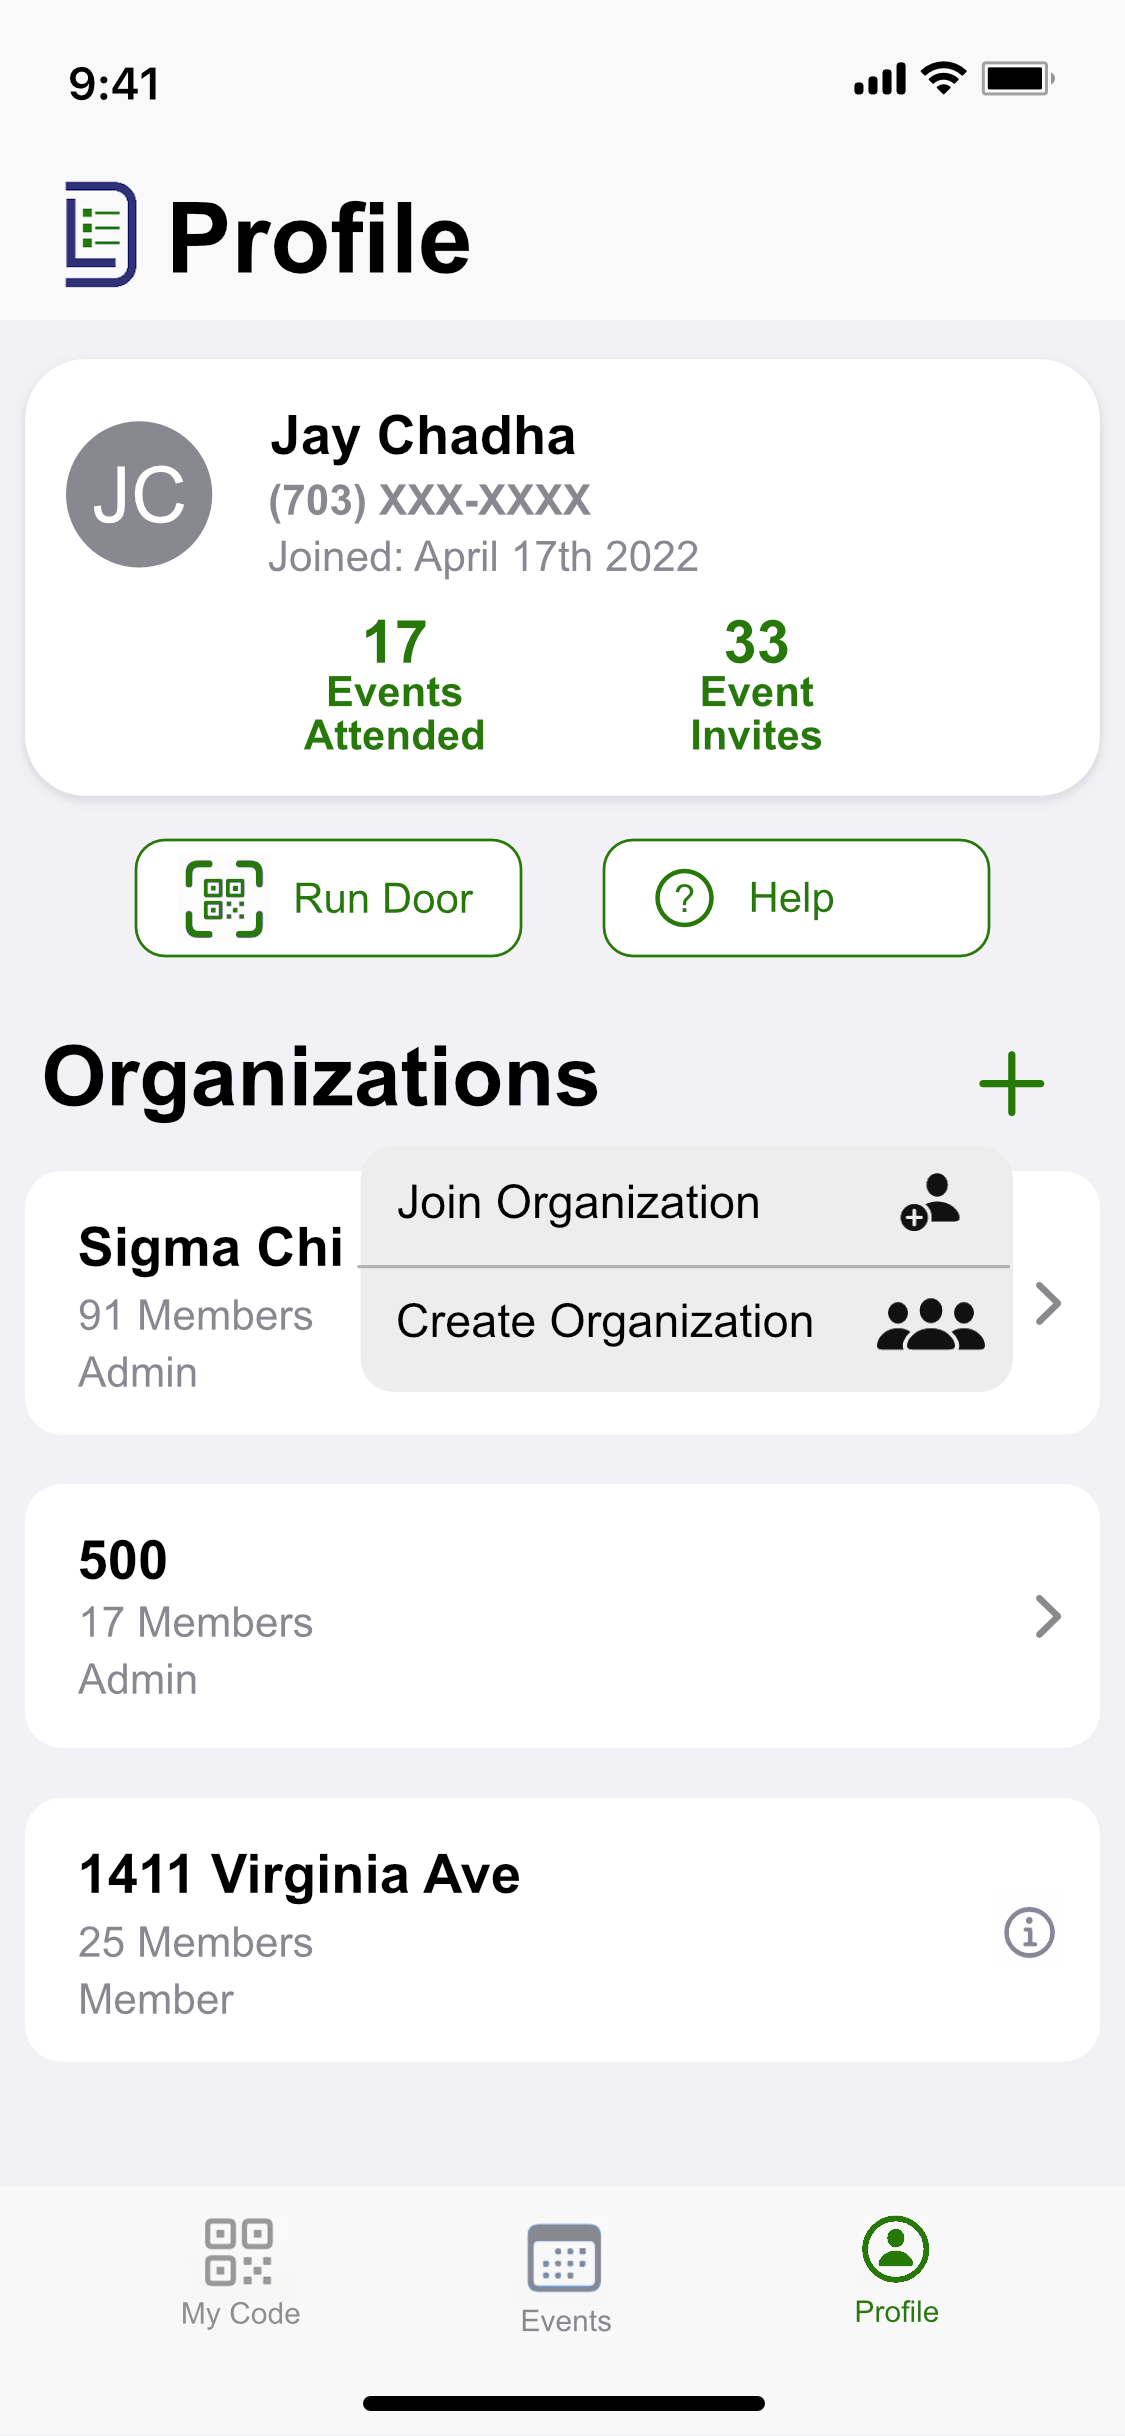 9:41
Profile
JC
Jay Chadha
(703) XXX-XXXX
Joined: April 17th 2022
17
Events
Attended
33
Event
Invites
Run Door
? Help
Organizations
Join Organization
Create Organization
Sigma Chi
91 Members
Admin
500
17 Members
Admin
1411 Virginia Ave
25 Members
Member
My Code
Events
Profile